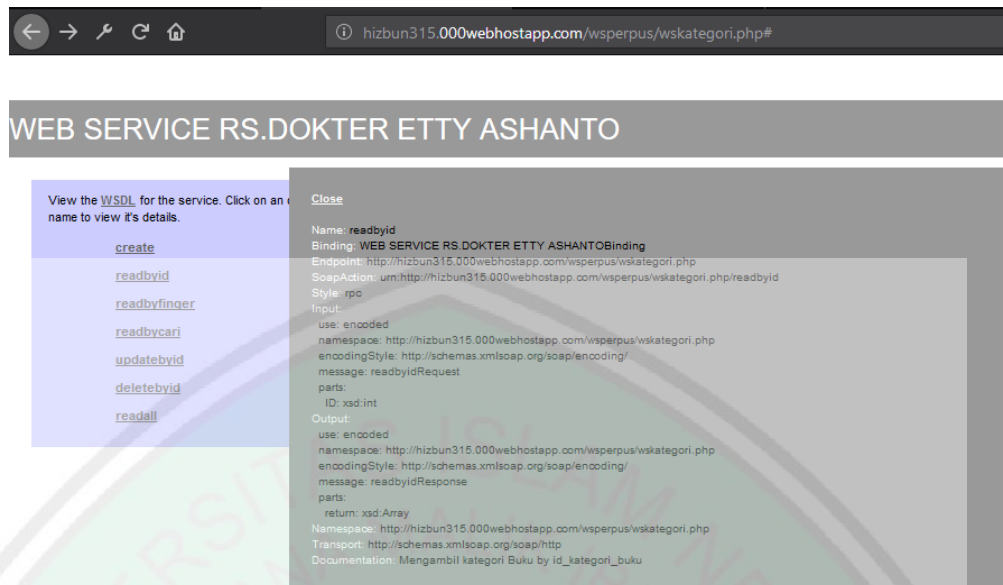 hizbun315.000webhostapp.com/wsperpus/wskategori.php#
WEB SERVICE RS.DOKTER ETTY ASHANTO
View the WSDL for the service. Click on an
name to view it's details.
create
readbyid
readbyfinger
readbycari
updatebyid
deletebyid
readall
Close
Name: readbyid
Binding: WEB SERVICE RS.DOKTER ETTY ASHANTOBinding
Endpoint: http://hizbun315.000webhostapp.com/wsperpus/wskategori.php
SoapAction: urn:http://hizbun315.000webhostapp.com/wsperpus/wskategori.php/readbyid
Style: rpc
Input:
use: encoded
namespace: http://hizbun315.000webhostapp.com/wsperpus/wskategori.php
encodingStyle: http://schemas.xmlsoap.org/soap/encoding/
message: readbyidRequest
parts:
ID: xsd:int
Output:
use: encoded
namespace: http://hizbun315.000webhostapp.com/wsperpus/wskategori.php
encodingStyle: http://schemas.xmlsoap.org/soap/encoding/
message: readbyidResponse
parts:
return: xsd:Array
Namespace: http://hizbun315.000webhostapp.com/wsperpus/wskategori.php
Transport: http://schemas.xmlsoap.org/soap/http
Documentation: Mengambil kategori Buku by id_kategori_buku